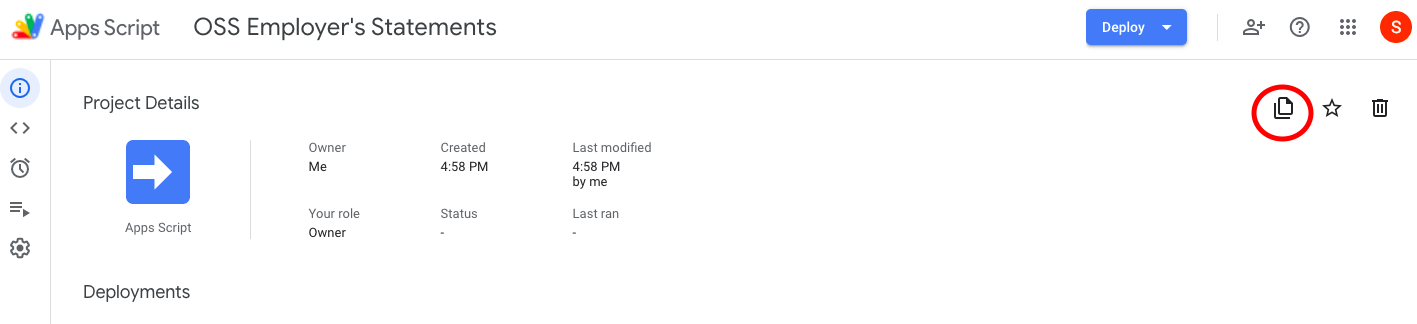 Apps Script
OSS Employer's Statements
Deploy
S
Project Details
Owner
Created
Last modified
Me
4:58 PM
4:58 PM
by me
Your role
Status
Last ran
Apps Script
Owner
-
-
Deployments